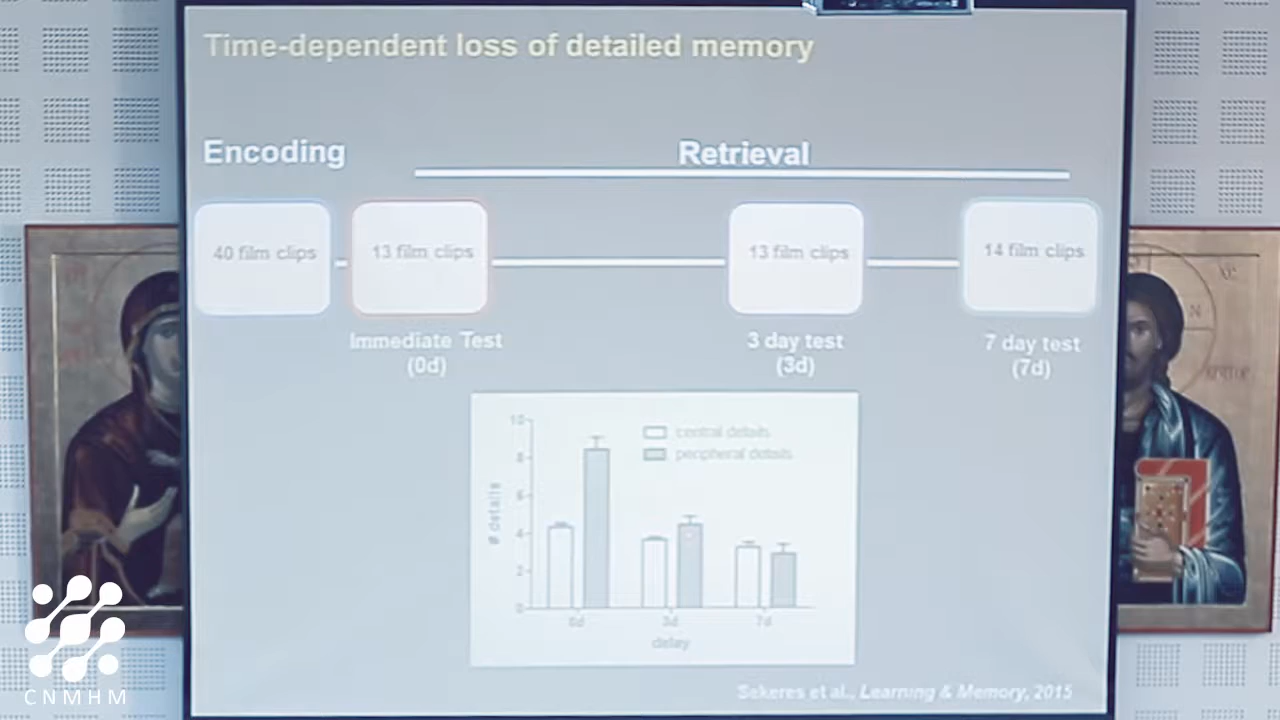 Time-dependent loss of detailed memory
Encoding
Retrieval
40 film clips
13 film clips
13 film clips
14 film clips
Immediate Test
(0d)
3 day test
(3d)
7 day test
(7d)
10
8
6
4
2
0
# details
central details
peripheral details
0d
3d
7d
delay
Sekeres et al., Learning & Memory, 2015
CNMHM